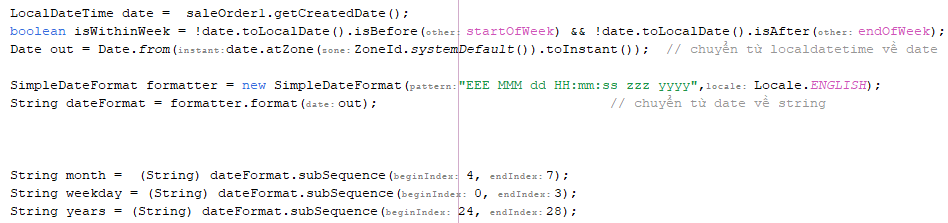 LocalDateTime date =  saleOrder1.getCreatedDate();
boolean isWithinWeek = !date.toLocalDate().isBefore(other: startOfWeek) && !date.toLocalDate().isAfter(other: endOfWeek);
Date out = Date.from(instant:date.atZone(zone:ZoneId.systemDefault()).toInstant());  // chuyển từ localdatetime về date
SimpleDateFormat formatter = new SimpleDateFormat(pattern:"EEE MMM dd HH:mm:ss zzz yyyy",locale: Locale.ENGLISH);
String dateFormat = formatter.format(date:out);                             // chuyển từ date về string
String month =  (String) dateFormat.subSequence(beginIndex: 4, endIndex:7);
String weekday = (String) dateFormat.subSequence(beginIndex: 0, endIndex:3);
String years = (String) dateFormat.subSequence(beginIndex: 24, endIndex:28);